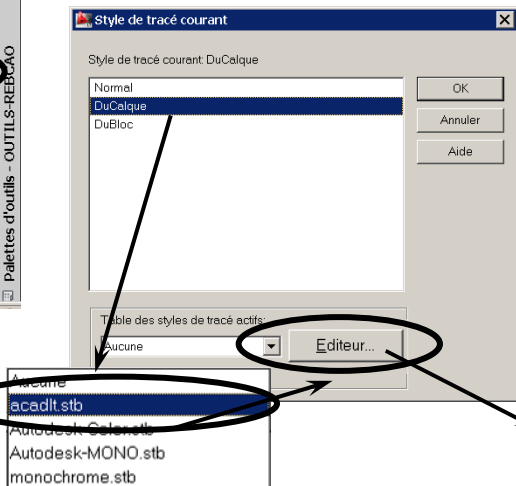 Style de tracé courant
Style de tracé courant: DuCalque
Normal
DuCalque
DuBloc
OK
Annuler
Aide
Palettes d'outils - OUTILS-REBCAO
Table des styles de tracé actifs:
Aucune
Editeur...
Aucune
acadlt.stb
Autodesk-Color.stb
Autodesk-MONO.stb
monochrome.stb